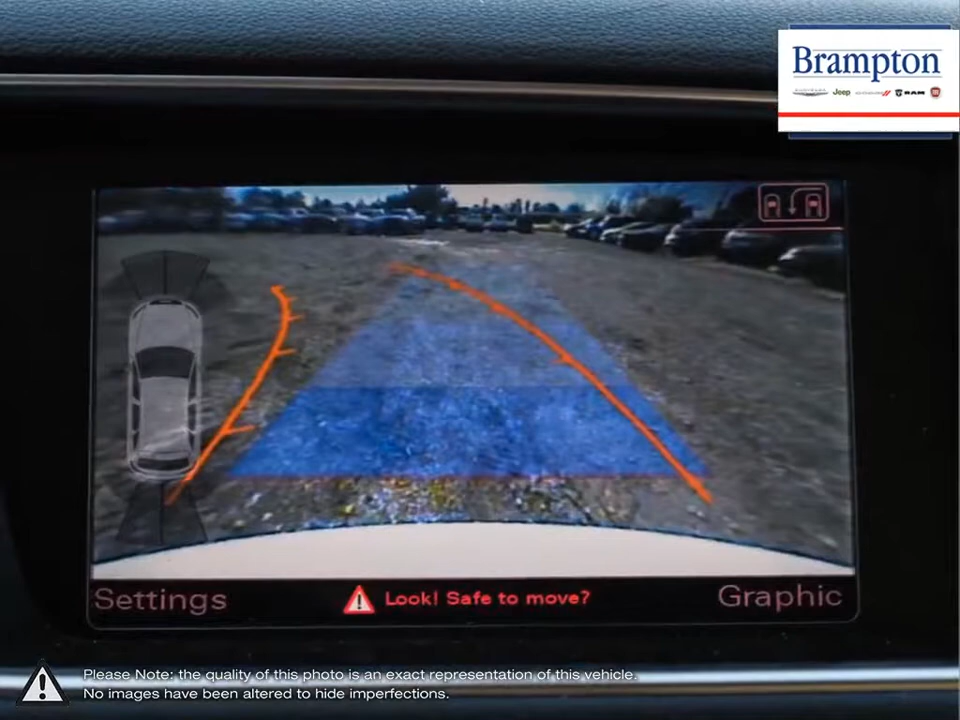 Brampton
Jeep
RAM
Settings
Look! Safe to move?
Graphic
Please Note: the quality of this photo is an exact representation of this vehicle.
No images have been altered to hide imperfections.